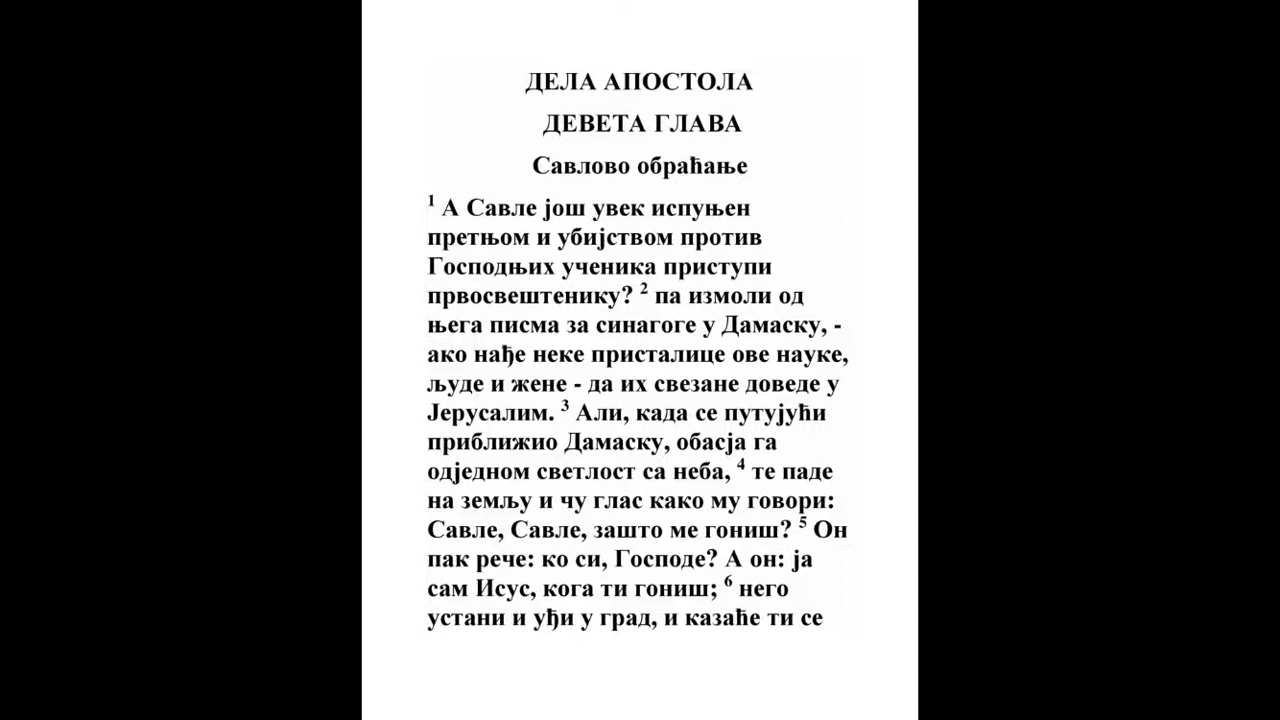 ДЕЛА АПОСТОЛА
ДЕВЕТА ГЛАВА
Савлово обраћање
1 А Савле још увек испуњен
претњом и убијством против
Господњих ученика приступи
првосвештенику? 2 па измоли од
њега писма за синагоге у Дамаску, -
ако нађе неке присталице ове науке,
људе и жене - да их свезане доведе у
Јерусалим. 3 Али, када се путујући
приближио Дамаску, обасја га
одједном светлост са неба, 4 те паде
на земљу и чу глас како му говори:
Савле, Савле, зашто ме гониш? 5 Он
пак рече: ко си, Господе? А он: ја
сам Исус, кога ти гониш; 6 него
устани и уђи у град, и казаће ти се